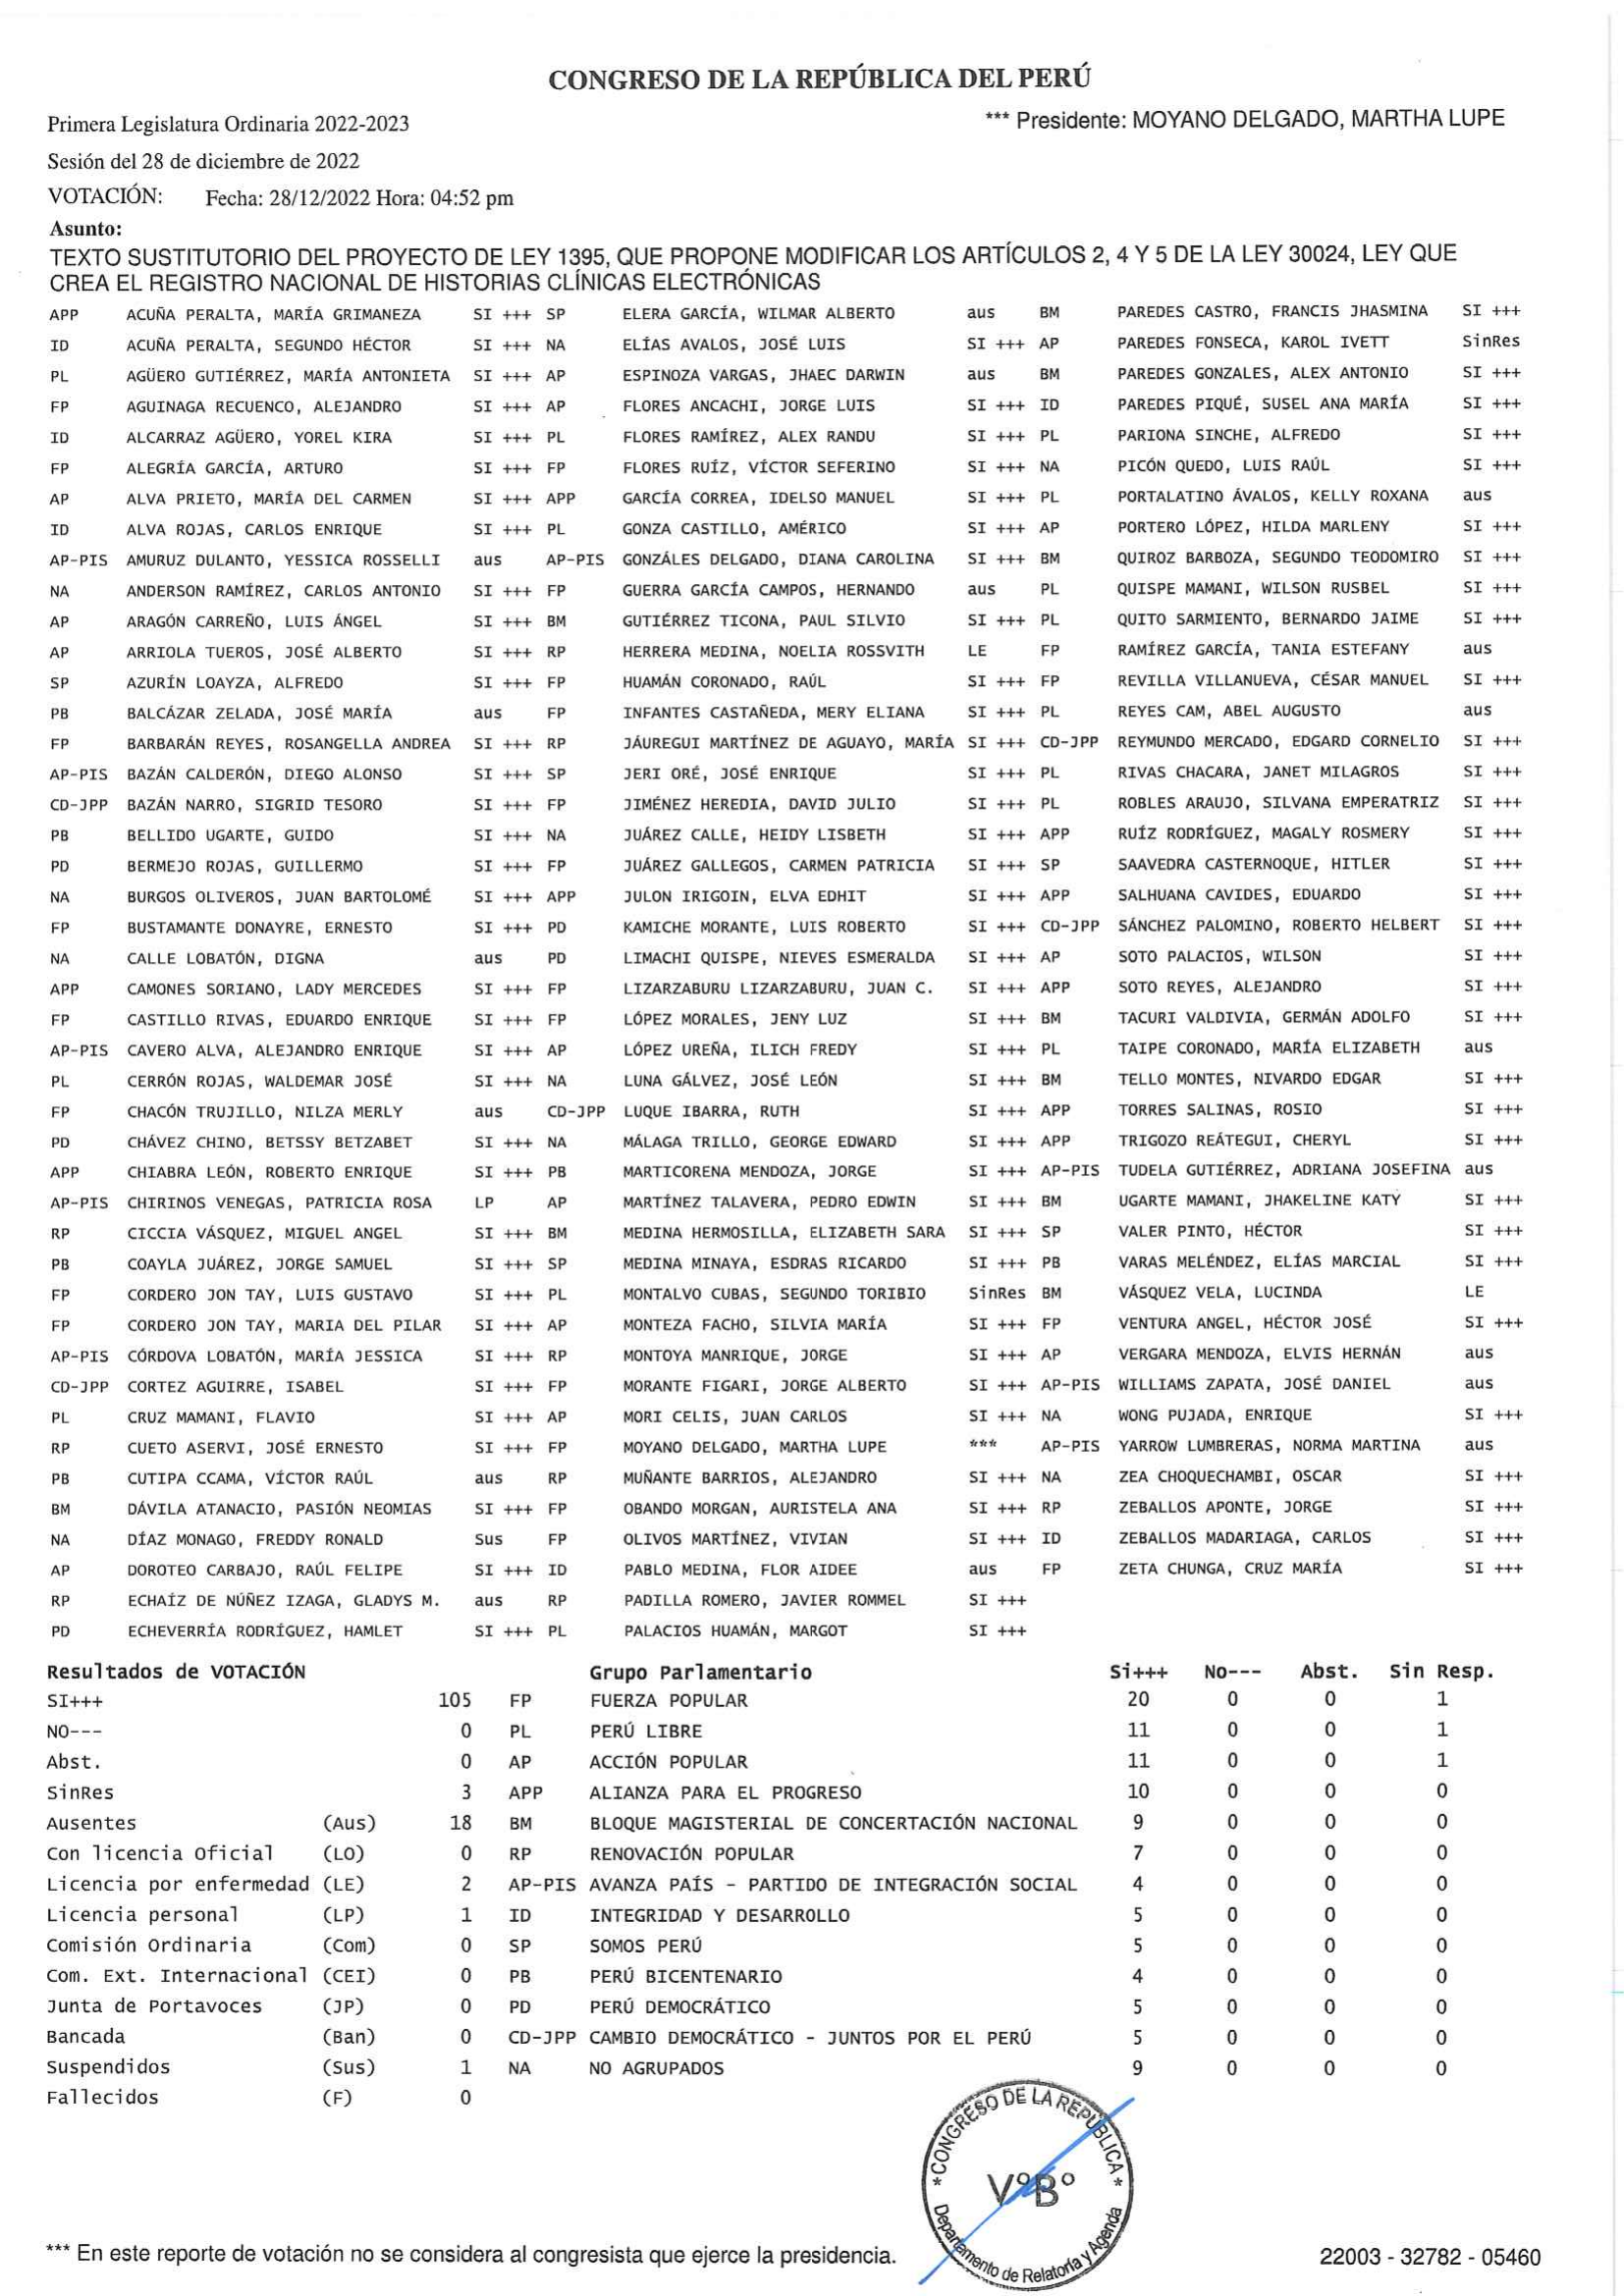 CONGRESO DE LA REPÚBLICA DEL PERÚ
Primera Legislatura Ordinaria 2022-2023 *** Presidente: MOYANO DELGADO, MARTHA LUPE
Sesión del 28 de diciembre de 2022
VOTACIÓN: Fecha: 28/12/2022 Hora: 04:52 pm
Asunto:
TEXTO SUSTITUTORIO DEL PROYECTO DE LEY 1395, QUE PROPONE MODIFICAR LOS ARTÍCULOS 2, 4 Y 5 DE LA LEY 30024, LEY QUE
CREA EL REGISTRO NACIONAL DE HISTORIAS CLÍNICAS ELECTRÓNICAS
APP ACUÑA PERALTA, MARÍA GRIMANEZA SI +++ SP ELERA GARCÍA, WILMAR ALBERTO aus BM PAREDES CASTRO, FRANCIS JHASMINA SI +++
ID ACUÑA PERALTA, SEGUNDO HÉCTOR SI +++ NA ELÍAS AVALOS, JOSÉ LUIS SI +++ AP PAREDES FONSECA, KAROL IVETT SinRes
PL AGÜERO GUTIÉRREZ, MARÍA ANTONIETA SI +++ AP ESPINOZA VARGAS, JHAEC DARWIN aus BM PAREDES GONZALES, ALEX ANTONIO SI +++
FP AGUINAGA RECUENCO, ALEJANDRO SI +++ AP FLORES ANCACHI, JORGE LUIS SI +++ ID PAREDES PIQUÉ, SUSEL ANA MARÍA SI +++
ID ALCARRAZ AGÜERO, YOREL KIRA SI +++ PL FLORES RAMÍREZ, ALEX RANDU SI +++ PL PARIONA SINCHE, ALFREDO SI +++
FP ALEGRÍA GARCÍA, ARTURO SI +++ FP FLORES RUÍZ, VÍCTOR SEFERINO SI +++ NA PICÓN QUEDO, LUIS RAÚL SI +++
AP ALVA PRIETO, MARÍA DEL CARMEN SI +++ APP GARCÍA CORREA, IDELSO MANUEL SI +++ PL PORTALATINO ÁVALOS, KELLY ROXANA aus
ID ALVA ROJAS, CARLOS ENRIQUE SI +++ PL GONZA CASTILLO, AMÉRICO SI +++ AP PORTERO LÓPEZ, HILDA MARLENY SI +++
AP-PIS AMURUZ DULANTO, YESSICA ROSSELLI aus AP-PIS GONZÁLES DELGADO, DIANA CAROLINA SI +++ BM QUIROZ BARBOZA, SEGUNDO TEODOMIRO SI +++
NA ANDERSON RAMÍREZ, CARLOS ANTONIO SI +++ FP GUERRA GARCÍA CAMPOS, HERNANDO aus PL QUISPE MAMANI, WILSON RUSBEL SI +++
AP ARAGÓN CARREÑO, LUIS ÁNGEL SI +++ BM GUTIÉRREZ TICONA, PAUL SILVIO SI +++ PL QUITO SARMIENTO, BERNARDO JAIME SI +++
AP ARRIOLA TUEROS, JOSÉ ALBERTO SI +++ RP HERRERA MEDINA, NOELIA ROSSVITH LE FP RAMÍREZ GARCÍA, TANIA ESTEFANY aus
SP AZURÍN LOAYZA, ALFREDO SI +++ FP HUAMÁN CORONADO, RAÚL SI +++ FP REVILLA VILLANUEVA, CÉSAR MANUEL SI +++
PB BALCÁZAR ZELADA, JOSÉ MARÍA aus FP INFANTES CASTAÑEDA, MERY ELIANA SI +++ PL REYES CAM, ABEL AUGUSTO aus
FP BARBARÁN REYES, ROSANGELLA ANDREA SI +++ RP JÁUREGUI MARTÍNEZ DE AGUAYO, MARÍA SI +++ CD-JPP REYMUNDO MERCADO, EDGARD CORNELIO SI +++
AP-PIS BAZÁN CALDERÓN, DIEGO ALONSO SI +++ SP JERI ORÉ, JOSÉ ENRIQUE SI +++ PL RIVAS CHACARA, JANET MILAGROS SI +++
CD-JPP BAZÁN NARRO, SIGRID TESORO SI +++ FP JIMÉNEZ HEREDIA, DAVID JULIO SI +++ PL ROBLES ARAUJO, SILVANA EMPERATRIZ SI +++
PB BELLIDO UGARTE, GUIDO SI +++ NA JUÁREZ CALLE, HEIDY LISBETH SI +++ APP RUÍZ RODRÍGUEZ, MAGALY ROSMERY SI +++
PD BERMEJO ROJAS, GUILLERMO SI +++ FP JUÁREZ GALLEGOS, CARMEN PATRICIA SI +++ SP SAAVEDRA CASTERNOQUE, HITLER SI +++
NA BURGOS OLIVEROS, JUAN BARTOLOMÉ SI +++ APP JULON IRIGOIN, ELVA EDHIT SI +++ APP SALHUANA CAVIDES, EDUARDO SI +++
FP BUSTAMANTE DONAYRE, ERNESTO SI +++ PD KAMICHE MORANTE, LUIS ROBERTO SI +++ CD-JPP SÁNCHEZ PALOMINO, ROBERTO HELBERT SI +++
NA CALLE LOBATÓN, DIGNA aus PD LIMACHI QUISPE, NIEVES ESMERALDA SI +++ AP SOTO PALACIOS, WILSON SI +++
APP CAMONES SORIANO, LADY MERCEDES SI +++ FP LIZARZABURU LIZARZABURU, JUAN C. SI +++ APP SOTO REYES, ALEJANDRO SI +++
FP CASTILLO RIVAS, EDUARDO ENRIQUE SI +++ FP LÓPEZ MORALES, JENY LUZ SI +++ BM TACURI VALDIVIA, GERMÁN ADOLFO SI +++
AP-PIS CAVERO ALVA, ALEJANDRO ENRIQUE SI +++ AP LÓPEZ UREÑA, ILICH FREDY SI +++ PL TAIPE CORONADO, MARÍA ELIZABETH aus
PL CERRÓN ROJAS, WALDEMAR JOSÉ SI +++ NA LUNA GÁLVEZ, JOSÉ LEÓN SI +++ BM TELLO MONTES, NIVARDO EDGAR SI +++
FP CHACÓN TRUJILLO, NILZA MERLY aus CD-JPP LUQUE IBARRA, RUTH SI +++ APP TORRES SALINAS, ROSIO SI +++
PD CHÁVEZ CHINO, BETSSY BETZABET SI +++ NA MÁLAGA TRILLO, GEORGE EDWARD SI +++ APP TRIGOZO REÁTEGUI, CHERYL SI +++
APP CHIABRA LEÓN, ROBERTO ENRIQUE SI +++ PB MARTICORENA MENDOZA, JORGE SI +++ AP-PIS TUDELA GUTIÉRREZ, ADRIANA JOSEFINA aus
AP-PIS CHIRINOS VENEGAS, PATRICIA ROSA LP AP MARTÍNEZ TALAVERA, PEDRO EDWIN SI +++ BM UGARTE MAMANI, JHAKELINE KATY SI +++
RP CICCIA VÁSQUEZ, MIGUEL ANGEL SI +++ BM MEDINA HERMOSILLA, ELIZABETH SARA SI +++ SP VALER PINTO, HÉCTOR SI +++
PB COAYLA JUÁREZ, JORGE SAMUEL SI +++ SP MEDINA MINAYA, ESDRAS RICARDO SI +++ PB VARAS MELÉNDEZ, ELÍAS MARCIAL SI +++
FP CORDERO JON TAY, LUIS GUSTAVO SI +++ PL MONTALVO CUBAS, SEGUNDO TORIBIO SinRes BM VÁSQUEZ VELA, LUCINDA LE
FP CORDERO JON TAY, MARIA DEL PILAR SI +++ AP MONTEZA FACHO, SILVIA MARÍA SI +++ FP VENTURA ANGEL, HÉCTOR JOSÉ SI +++
AP-PIS CÓRDOVA LOBATÓN, MARÍA JESSICA SI +++ RP MONTOYA MANRIQUE, JORGE SI +++ AP VERGARA MENDOZA, ELVIS HERNÁN aus
CD-JPP CORTEZ AGUIRRE, ISABEL SI +++ FP MORANTE FIGARI, JORGE ALBERTO SI +++ AP-PIS WILLIAMS ZAPATA, JOSÉ DANIEL aus
PL CRUZ MAMANI, FLAVIO SI +++ AP MORI CELIS, JUAN CARLOS SI +++ NA WONG PUJADA, ENRIQUE SI +++
RP CUETO ASERVI, JOSÉ ERNESTO SI +++ FP MOYANO DELGADO, MARTHA LUPE *** AP-PIS YARROW LUMBRERAS, NORMA MARTINA aus
PB CUTIPA CCAMA, VÍCTOR RAÚL aus RP MUÑANTE BARRIOS, ALEJANDRO SI +++ NA ZEA CHOQUECHAMBI, OSCAR SI +++
BM DÁVILA ATANACIO, PASIÓN NEOMIAS SI +++ FP OBANDO MORGAN, AURISTELA ANA SI +++ RP ZEBALLOS APONTE, JORGE SI +++
NA DÍAZ MONAGO, FREDDY RONALD Sus FP OLIVOS MARTÍNEZ, VIVIAN SI +++ ID ZEBALLOS MADARIAGA, CARLOS SI +++
AP DOROTEO CARBAJO, RAÚL FELIPE SI +++ ID PABLO MEDINA, FLOR AIDEE aus FP ZETA CHUNGA, CRUZ MARÍA SI +++
RP ECHAÍZ DE NÚÑEZ IZAGA, GLADYS M. aus RP PADILLA ROMERO, JAVIER ROMMEL SI +++
PD ECHEVERRÍA RODRÍGUEZ, HAMLET SI +++ PL PALACIOS HUAMÁN, MARGOT SI +++
Resultados de VOTACIÓN Grupo Parlamentario Si+++ No--- Abst. Sin Resp.
SI+++ 105 FP FUERZA POPULAR 20 0 0 1
NO--- 0 PL PERÚ LIBRE 11 0 0 1
Abst. 0 AP ACCIÓN POPULAR 11 0 0 1
SinRes 3 APP ALIANZA PARA EL PROGRESO 10 0 0 0
Ausentes (Aus) 18 BM BLOQUE MAGISTERIAL DE CONCERTACIÓN NACIONAL 9 0 0 0
Con licencia Oficial (LO) 0 RP RENOVACIÓN POPULAR 7 0 0 0
Licencia por enfermedad (LE) 2 AP-PIS AVANZA PAÍS - PARTIDO DE INTEGRACIÓN SOCIAL 4 0 0 0
Licencia personal (LP) 1 ID INTEGRIDAD Y DESARROLLO 5 0 0 0
Comisión Ordinaria (Com) 0 SP SOMOS PERÚ 5 0 0 0
Com. Ext. Internacional (CEI) 0 PB PERÚ BICENTENARIO 4 0 0 0
Junta de Portavoces (JP) 0 PD PERÚ DEMOCRÁTICO 5 0 0 0
Bancada (Ban) 0 CD-JPP CAMBIO DEMOCRÁTICO - JUNTOS POR EL PERÚ 5 0 0 0
Suspendidos (Sus) 1 NA NO AGRUPADOS 9 0 0 0
Fallecidos (F) 0
* CONGRESO DE LA REPÚBLICA *
V°B°
Departamento de Relatoría y Agenda
*** En este reporte de votación no se considera al congresista que ejerce la presidencia. 22003 - 32782 - 05460